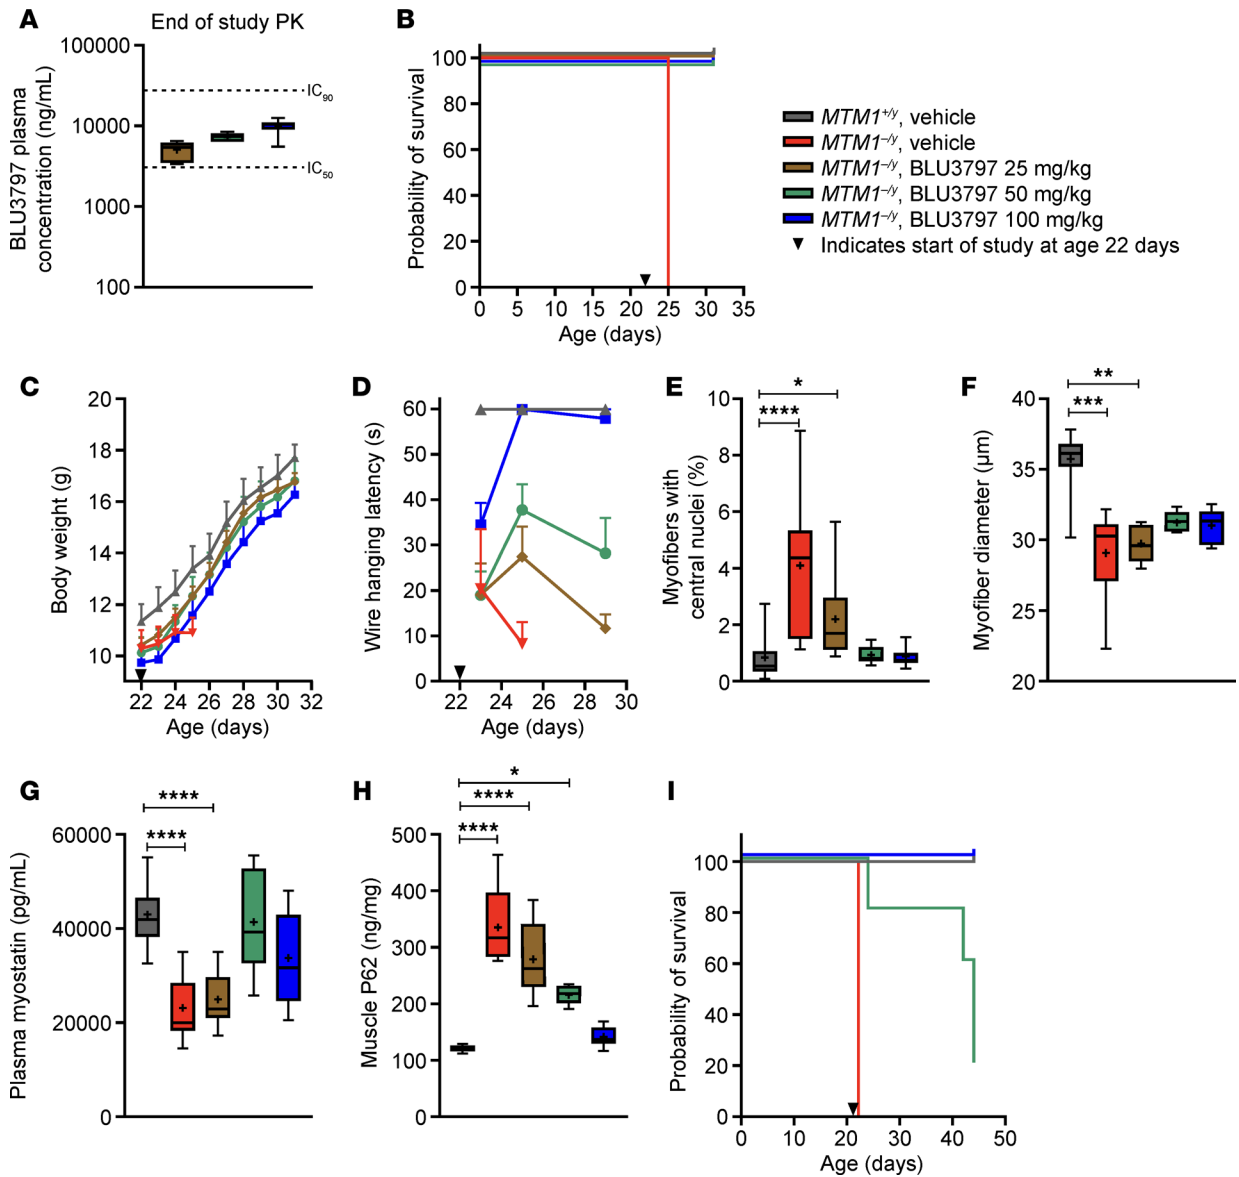 A
End of study PK
BLU3797 plasma
concentration (ng/mL)
100000
10000
1000
100
IC90
IC50
B
Probability of survival
100
80
60
40
20
0
0 5 10 15 20 25 30 35
Age (days)
MTM1+/y, vehicle
MTM1–/y, vehicle
MTM1–/y, BLU3797 25 mg/kg
MTM1–/y, BLU3797 50 mg/kg
MTM1–/y, BLU3797 100 mg/kg
▼ Indicates start of study at age 22 days
C
Body weight (g)
20
18
16
14
12
10
22 24 26 28 30 32
Age (days)
D
Wire hanging latency (s)
60
50
40
30
20
10
0
22 24 26 28 30
Age (days)
E
Myofibers with
central nuclei (%)
10
8
6
4
2
0
*
****
F
Myofiber diameter (µm)
40
35
30
25
20
**
***
G
Plasma myostatin (pg/mL)
60000
40000
20000
0
****
****
H
Muscle P62 (ng/mg)
500
400
300
200
100
0
*
****
****
I
Probability of survival
100
80
60
40
20
0
0 10 20 30 40 50
Age (days)